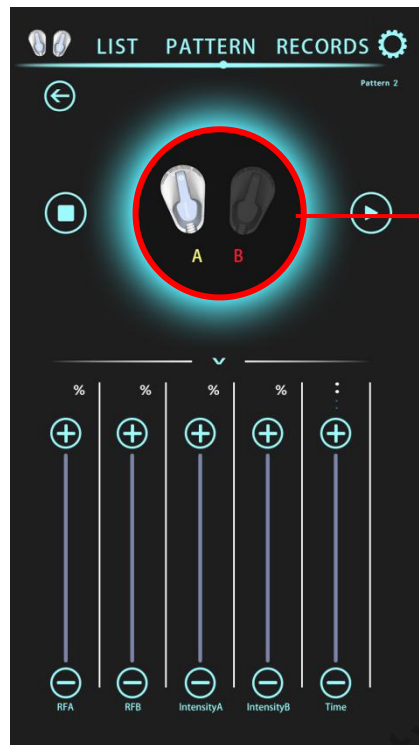 LIST PATTERN RECORDS
Pattern 2
A B
% % % % :
RFA RFB IntensityA IntensityB Time